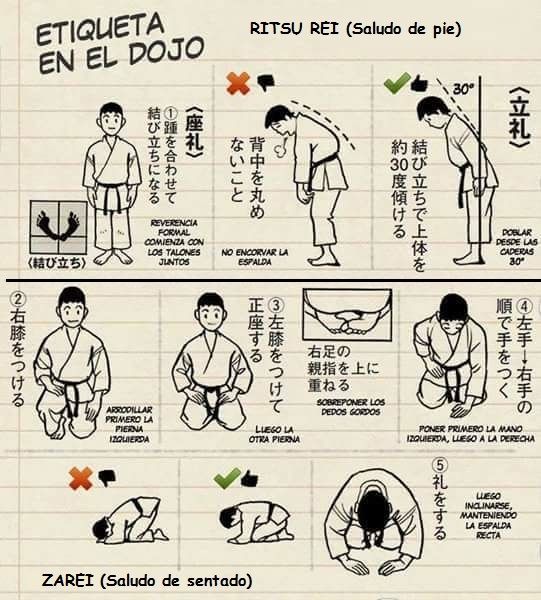 ETIQUETA
EN EL DOJO
RITSU REI (Saludo de pie)
〈座礼〉
①踵を合わせて
結び立ちになる
〈結び立ち〉
REVERENCIA
FORMAL
COMIENZA CON
LOS TALONES
JUNTOS
背中を丸め
ないこと
NO ENCORVAR LA
ESPALDA
30°
〈立礼〉
結び立ちで上体を
約30度傾ける
DOBLAR
DESDE LAS
CADERAS
30°
②右膝をつける
ARRODILLAR
PRIMERO LA
PIERNA
IZQUIERDA
③左膝をつけて
正座する
LUEGO LA
OTRA PIERNA
右足の
親指を上に
重ねる
SOBREPONER LOS
DEDOS GORDOS
④左手→右手の
順で手をつく
PONER PRIMERO LA MANO
IZQUIERDA, LUEGO A LA DERECHA
⑤礼をする
LUEGO
INCLINARSE,
MANTENIENDO
LA ESPALDA
RECTA
ZAREI (Saludo de sentado)